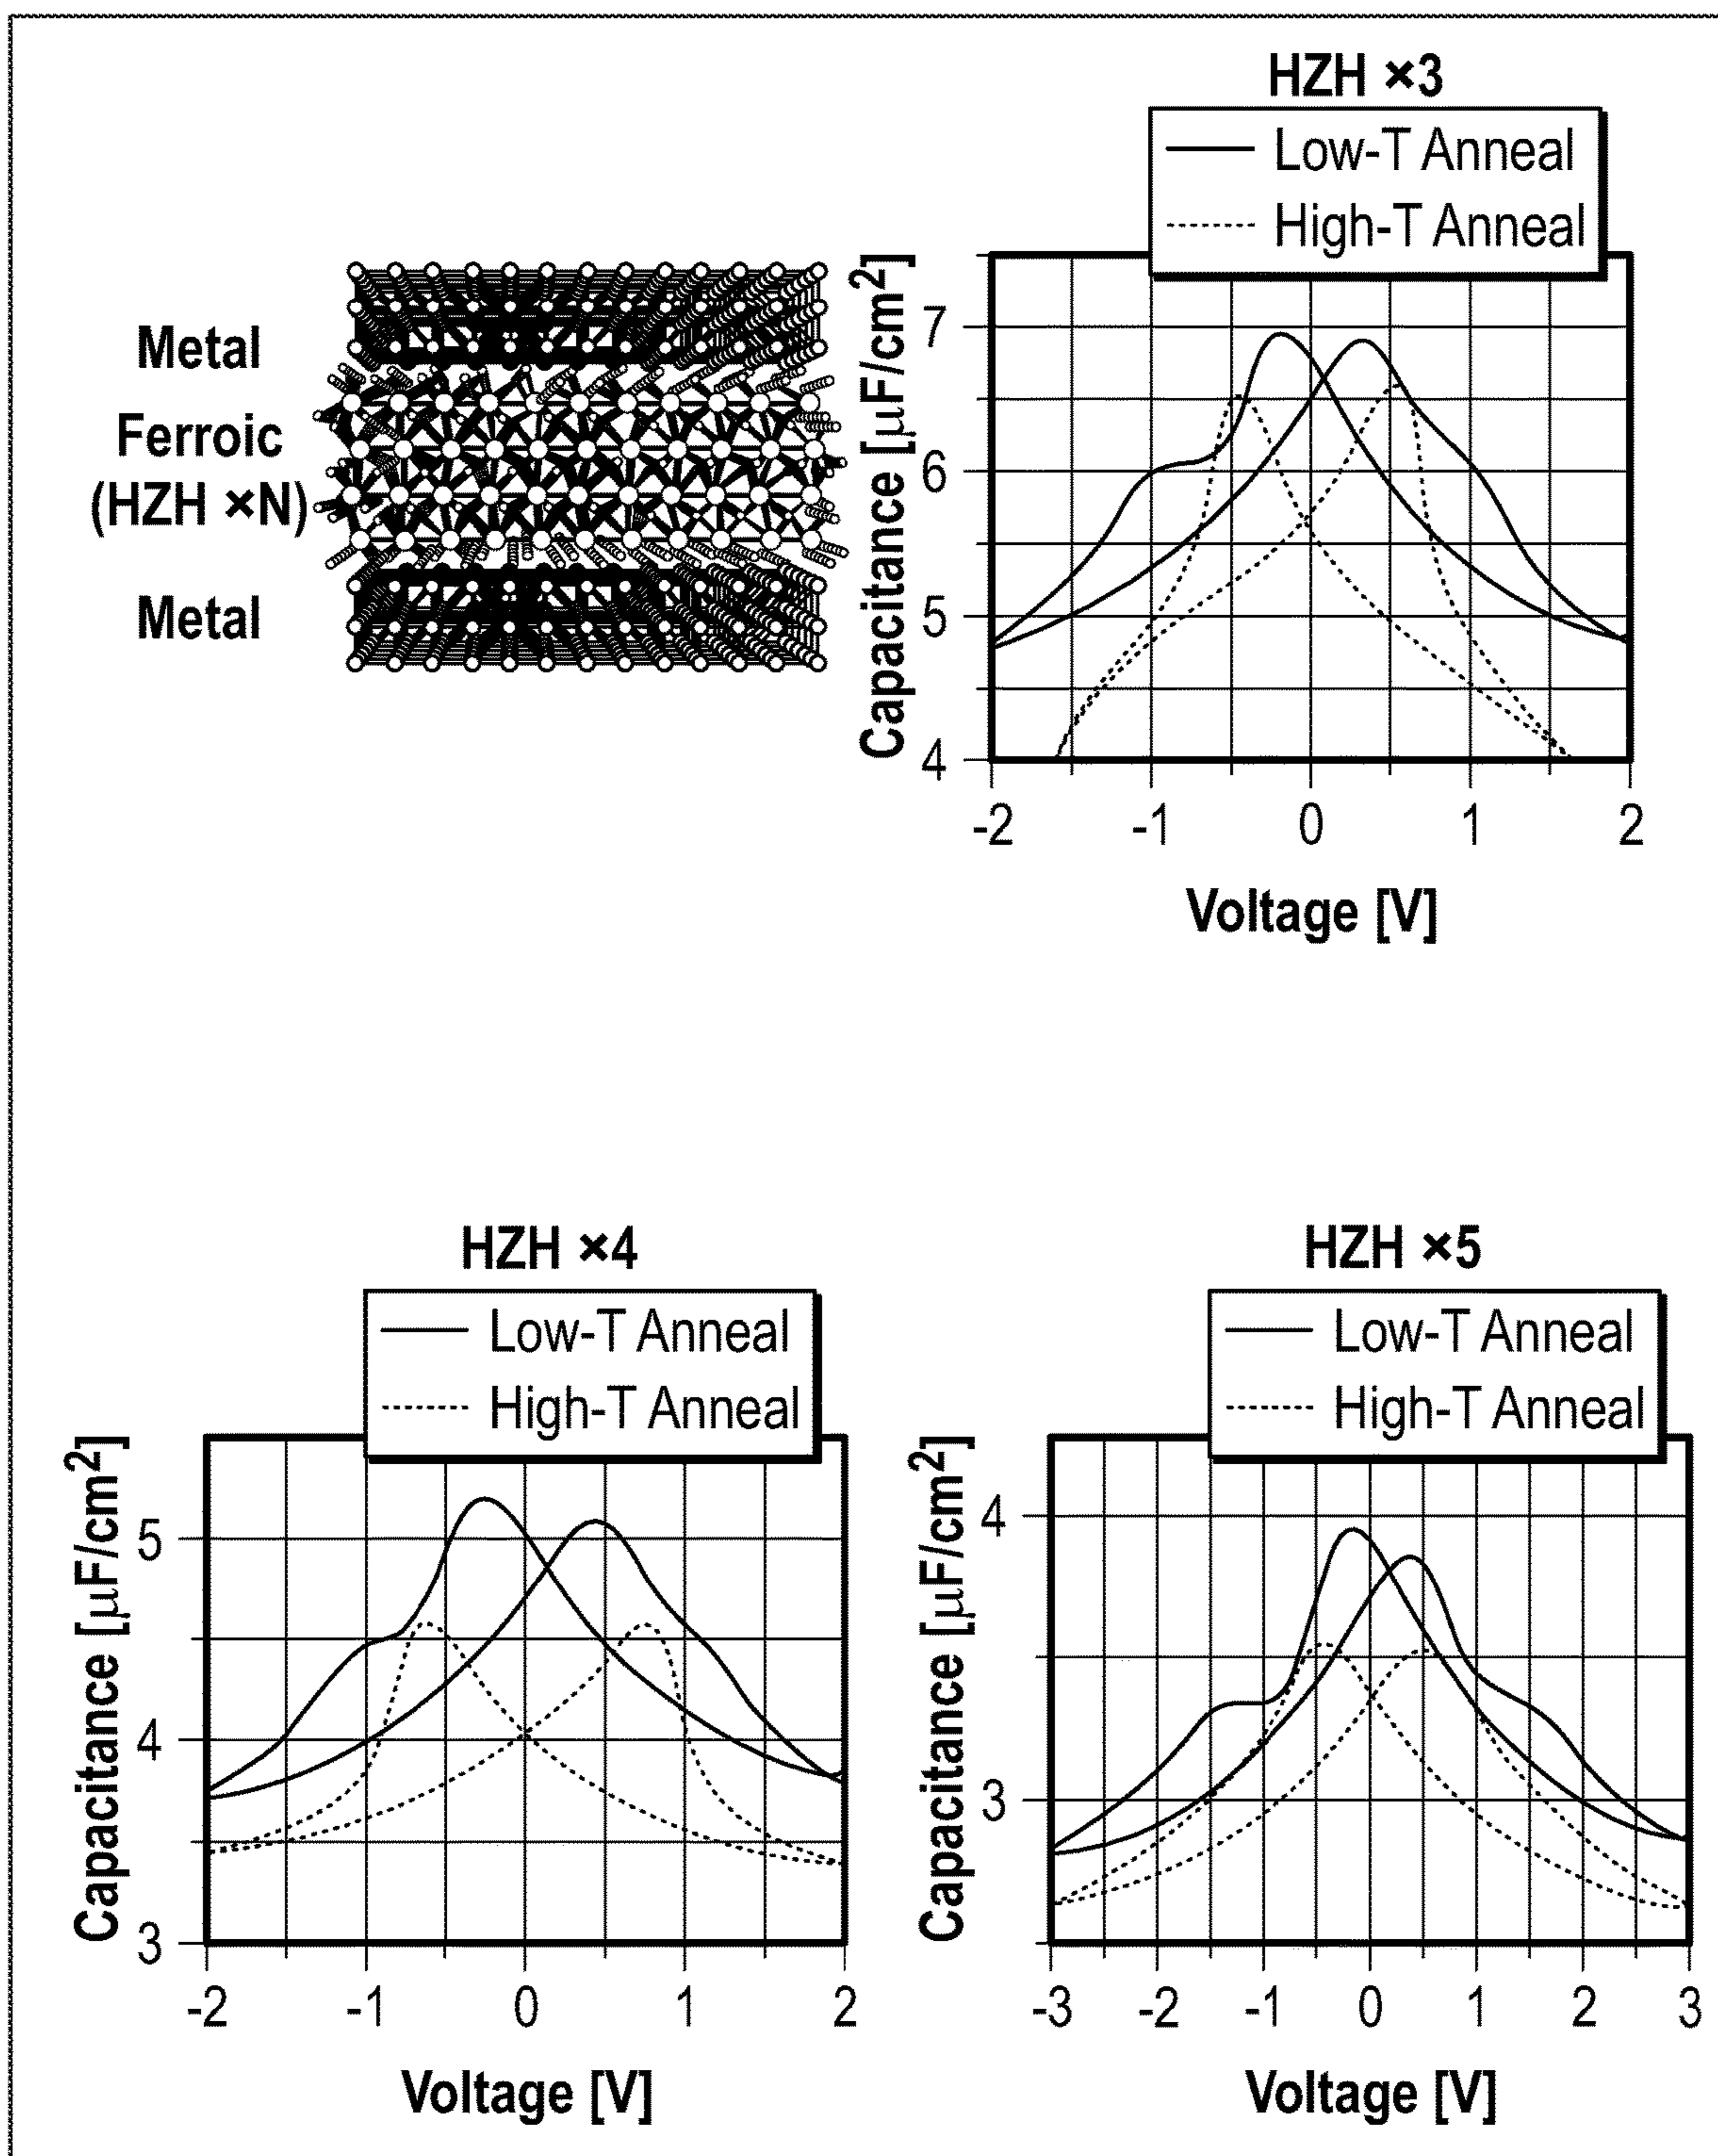 HZH ×3
Low-T Anneal
High-T Anneal
Metal
Ferroic
(HZH ×N)
Metal
Capacitance [µF/cm²]
7
6
5
4
-2 -1 0 1 2
Voltage [V]
HZH ×4
Low-T Anneal
High-T Anneal
Capacitance [µF/cm²]
5
4
3
-2 -1 0 1 2
Voltage [V]
HZH ×5
Low-T Anneal
High-T Anneal
Capacitance [µF/cm²]
4
3
-3 -2 -1 0 1 2 3
Voltage [V]